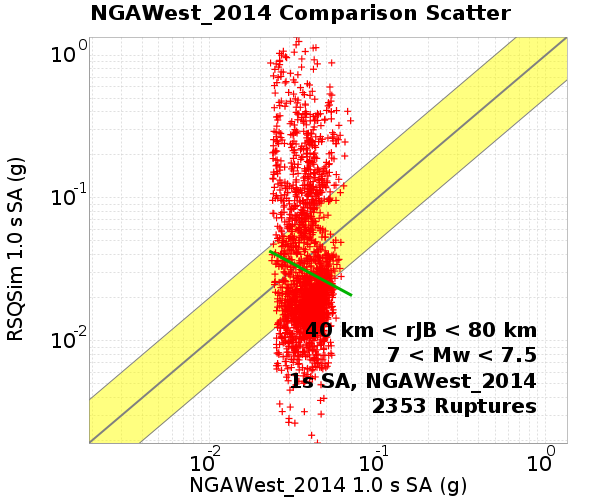 NGAWest_2014 Comparison Scatter
RSQSim 1.0 s SA (g)
10^0
10^-1
10^-2
40 km < rJB < 80 km
7 < Mw < 7.5
1s SA, NGAWest_2014
2353 Ruptures
10^-2 10^-1 10^0
NGAWest_2014 1.0 s SA (g)